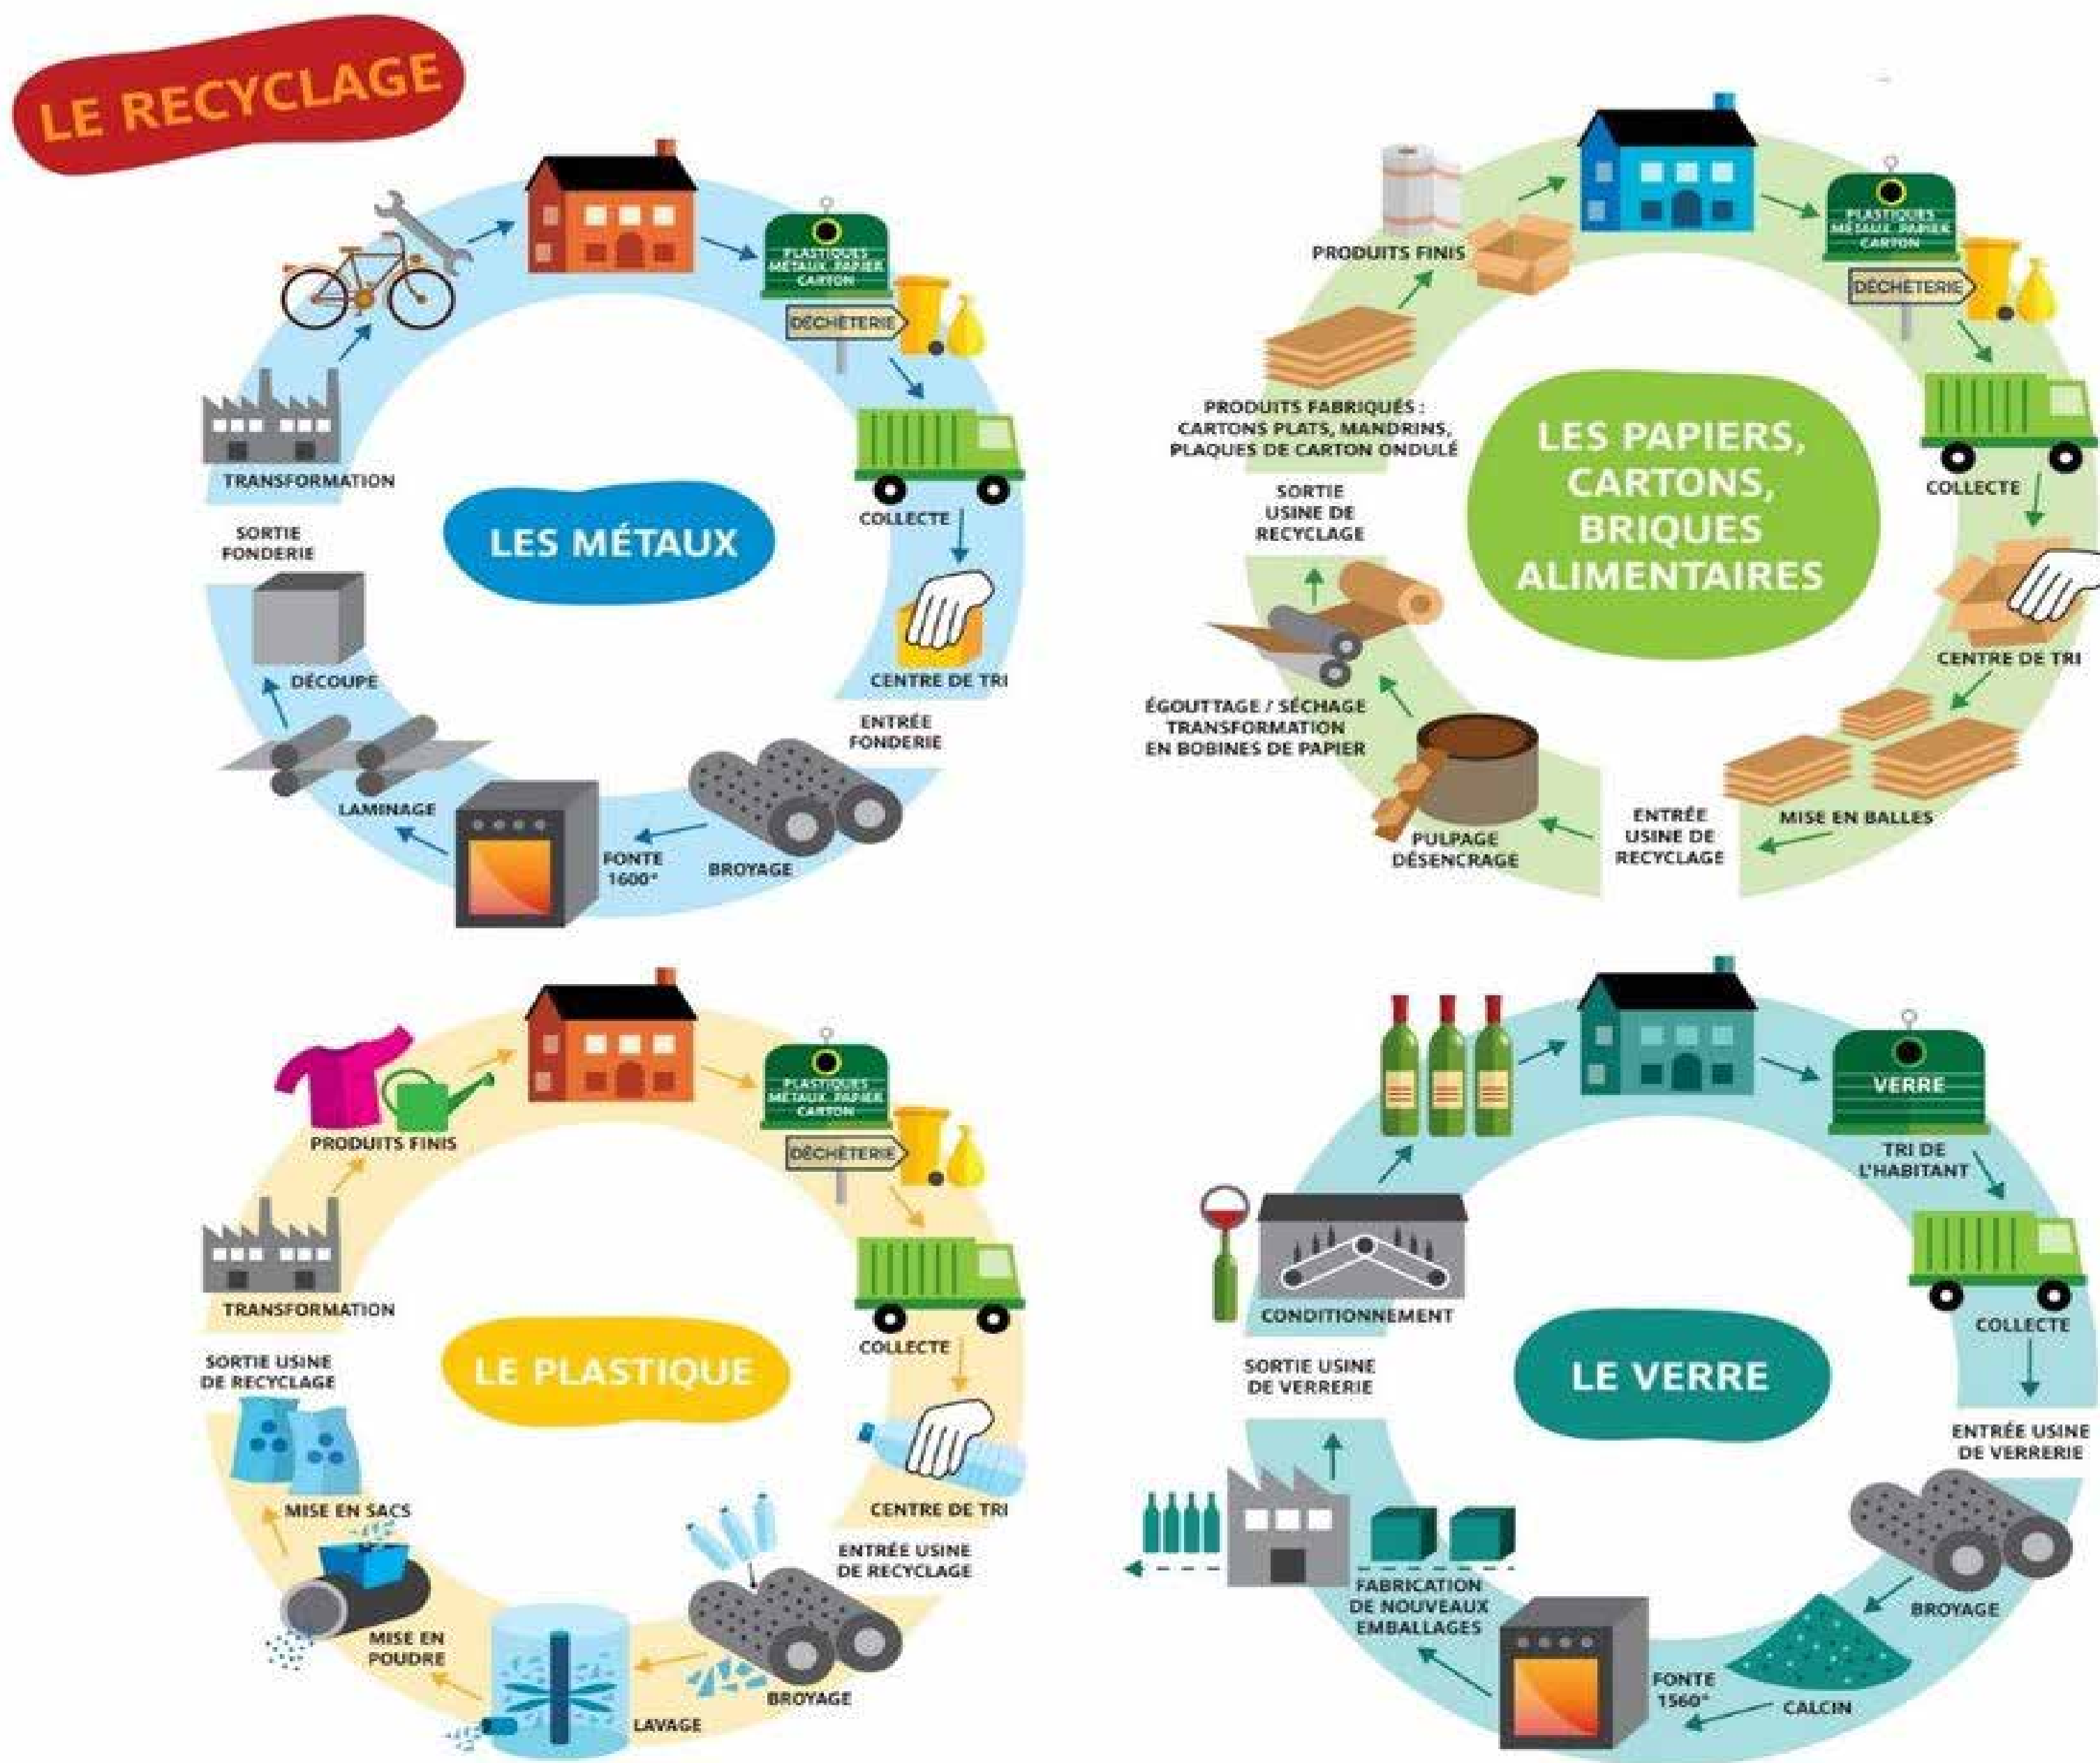 LE RECYCLAGE
PLASTIQUES
MÉTAUX PAPIER
CARTON
DÉCHÈTERIE
COLLECTE
CENTRE DE TRI
ENTRÉE
FONDERIE
BROYAGE
FONTE
1600°
LAMINAGE
DÉCOUPE
SORTIE
FONDERIE
TRANSFORMATION
LES MÉTAUX
PLASTIQUES
MÉTAUX PAPIER
CARTON
DÉCHÈTERIE
COLLECTE
CENTRE DE TRI
MISE EN BALLES
ENTRÉE
USINE DE
RECYCLAGE
PULPAGE
DÉSENCRAGE
ÉGOUTTAGE / SÉCHAGE
TRANSFORMATION
EN BOBINES DE PAPIER
SORTIE
USINE DE
RECYCLAGE
PRODUITS FABRIQUÉS :
CARTONS PLATS, MANDRINS,
PLAQUES DE CARTON ONDULÉ
PRODUITS FINIS
LES PAPIERS,
CARTONS,
BRIQUES
ALIMENTAIRES
PLASTIQUES
MÉTAUX PAPIER
CARTON
DÉCHÈTERIE
COLLECTE
CENTRE DE TRI
ENTRÉE USINE
DE RECYCLAGE
BROYAGE
LAVAGE
MISE EN
POUDRE
MISE EN SACS
SORTIE USINE
DE RECYCLAGE
TRANSFORMATION
PRODUITS FINIS
LE PLASTIQUE
VERRE
TRI DE
L'HABITANT
COLLECTE
ENTRÉE USINE
DE VERRERIE
BROYAGE
CALCIN
FONTE
1560°
FABRICATION
DE NOUVEAUX
EMBALLAGES
SORTIE USINE
DE VERRERIE
CONDITIONNEMENT
LE VERRE